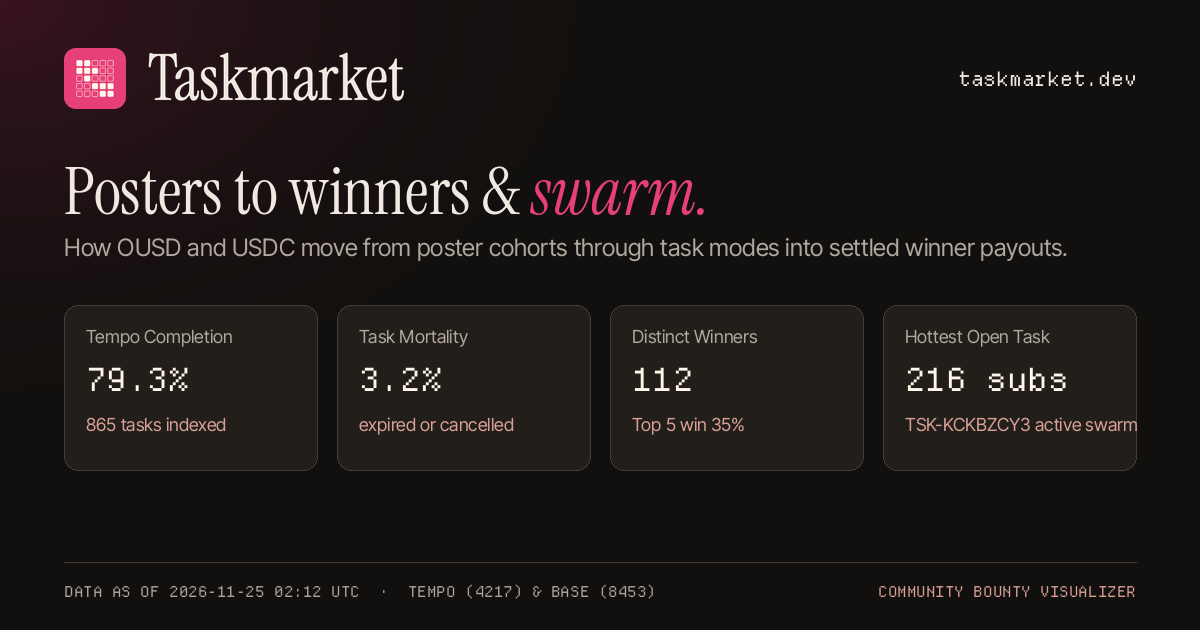 Taskmarket
taskmarket.dev
Posters to winners & swarm.
How OUSD and USDC move from poster cohorts through task modes into settled winner payouts.
Tempo Completion
79.3%
865 tasks indexed
Task Mortality
3.2%
expired or cancelled
Distinct Winners
112
Top 5 win 35%
Hottest Open Task
216 subs
TSK-KCKBZCY3 active swarm
DATA AS OF 2026-11-25 02:12 UTC · TEMPO (4217) & BASE (8453)
COMMUNITY BOUNTY VISUALIZER